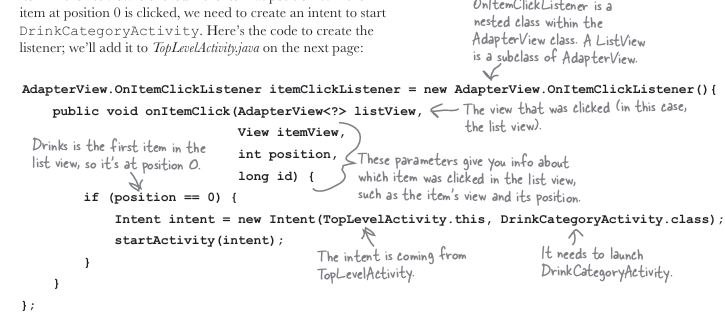 item at position 0 is clicked, we need to create an intent to start
DrinkCategoryActivity. Here's the code to create the
listener; we'll add it to TopLevelActivity.java on the next page:
OnItemClickListener is a
nested class within the
AdapterView class. A ListView
is a subclass of AdapterView.
AdapterView.OnItemClickListener itemClickListener = new AdapterView.OnItemClickListener(){
public void onItemClick(AdapterView<?> listView,
The view that was clicked (in this case,
the list view).
View itemView,
int position,
long id) {
Drinks is the first item in the
list view, so it's at position 0.
These parameters give you info about
which item was clicked in the list view,
such as the item's view and its position.
if (position == 0) {
Intent intent = new Intent(TopLevelActivity.this, DrinkCategoryActivity.class);
startActivity(intent);
The intent is coming from
TopLevelActivity.
It needs to launch
DrinkCategoryActivity.
}
}
};